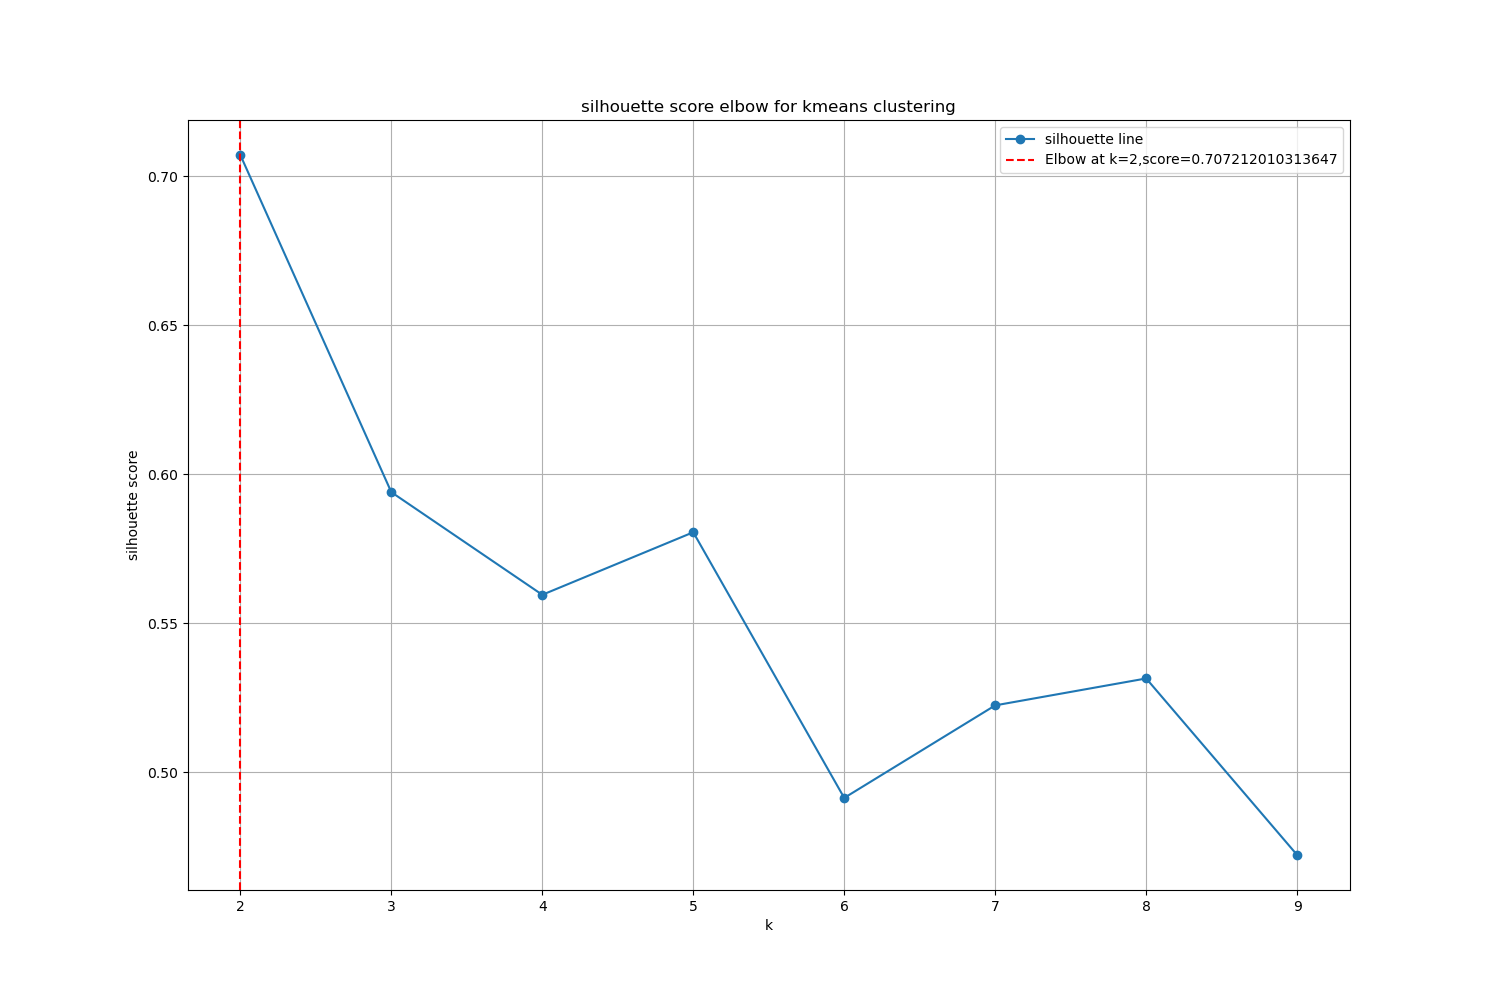 silhouette score elbow for kmeans clustering
silhouette line
Elbow at k=2,score=0.707212010313647
0.70
0.65
0.60
0.55
0.50
silhouette score
2 3 4 5 6 7 8 9
k